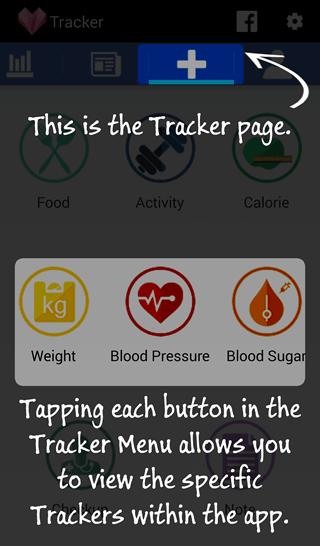 Tracker
This is the Tracker page.
Food Activity Calorie
kg
Weight Blood Pressure Blood Sugar
Tapping each button in the
Tracker Menu allows you
to view the specific
Trackers within the app.